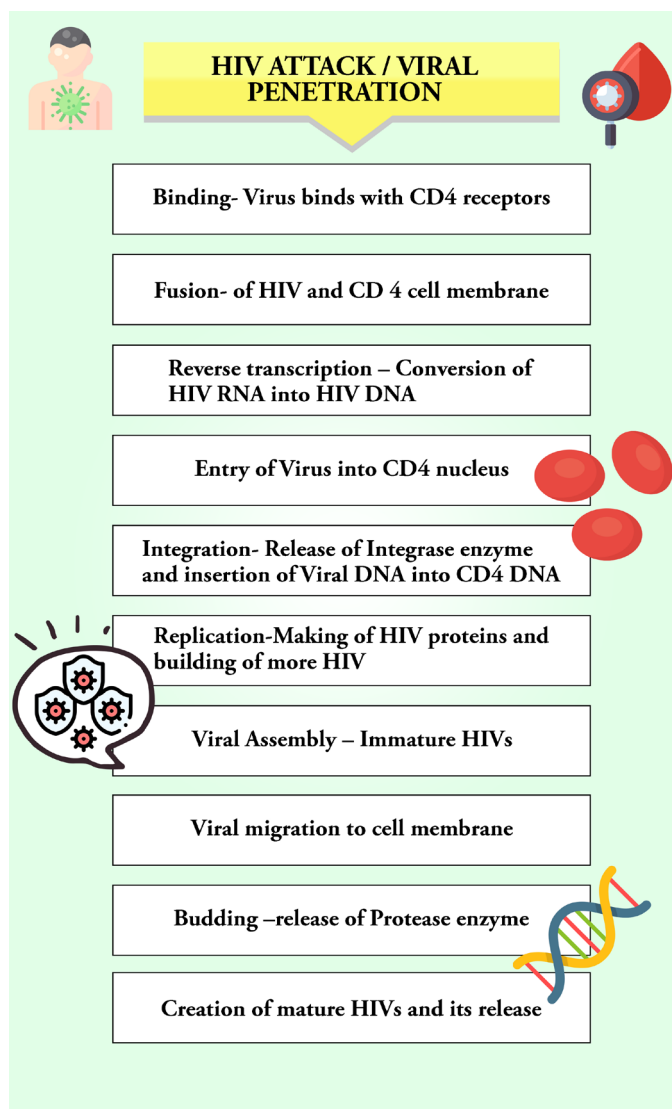 HIV ATTACK / VIRAL
PENETRATION
Binding- Virus binds with CD4 receptors
Fusion- of HIV and CD 4 cell membrane
Reverse transcription – Conversion of
HIV RNA into HIV DNA
Entry of Virus into CD4 nucleus
Integration- Release of Integrase enzyme
and insertion of Viral DNA into CD4 DNA
Replication-Making of HIV proteins and
building of more HIV
Viral Assembly – Immature HIVs
Viral migration to cell membrane
Budding –release of Protease enzyme
Creation of mature HIVs and its release